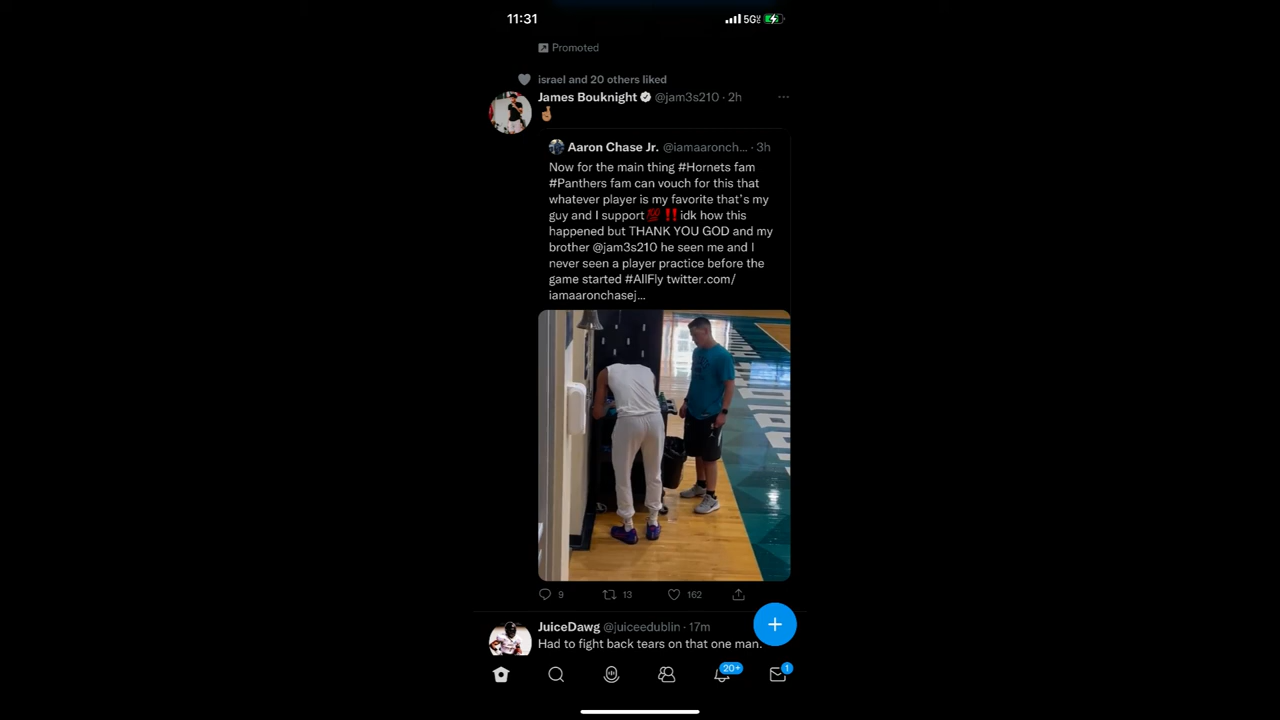 11:31
5G
Promoted
israel and 20 others liked
James Bouknight @jam3s210 · 2h
🤞🏽
Aaron Chase Jr. @iamaaronch... · 3h
Now for the main thing #Hornets fam
#Panthers fam can vouch for this that
whatever player is my favorite that's my
guy and I support💯‼️idk how this
happened but THANK YOU GOD and my
brother @jam3s210 he seen me and I
never seen a player practice before the
game started #AllFly twitter.com/
iamaaronchasej...
9 13 162
JuiceDawg @juiceedublin · 17m
Had to fight back tears on that one man.
20+ 1